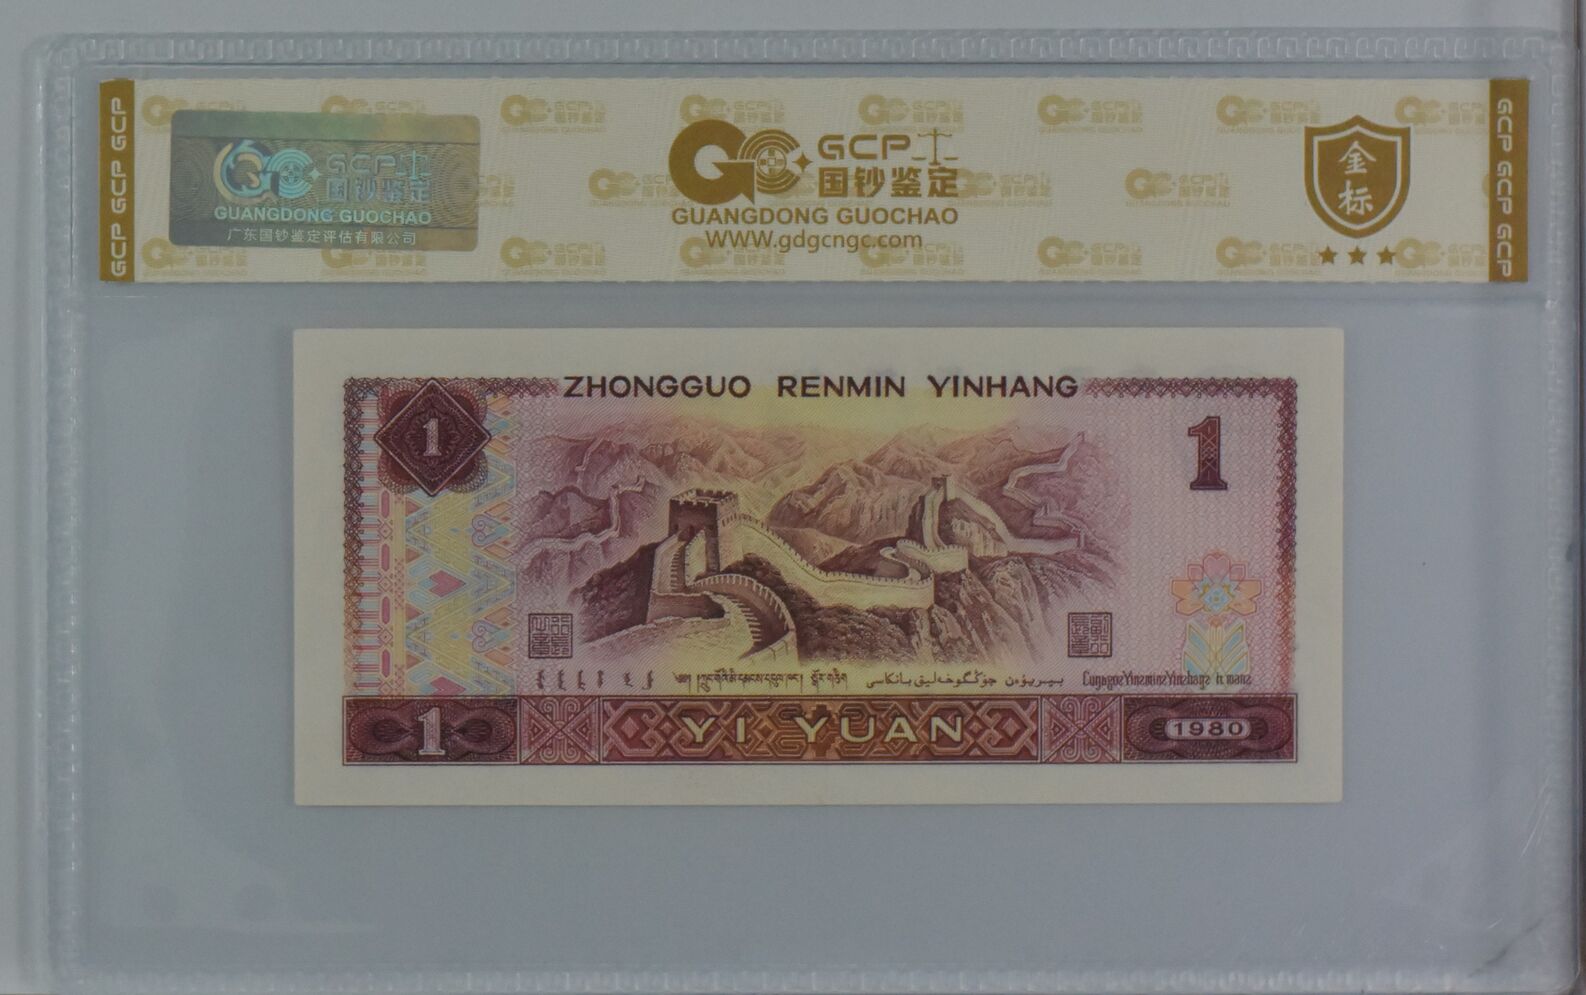 GCP GCP GCP
GCP 国钞鉴定
GUANGDONG GUOCHAO
广东国钞鉴定评估有限公司
GCP
国钞鉴定
GUANGDONG GUOCHAO
WWW.gdgcngc.com
金标
GCP GCP GCP
ZHONGGUO RENMIN YINHANG
1
1
1
YI YUAN
1980